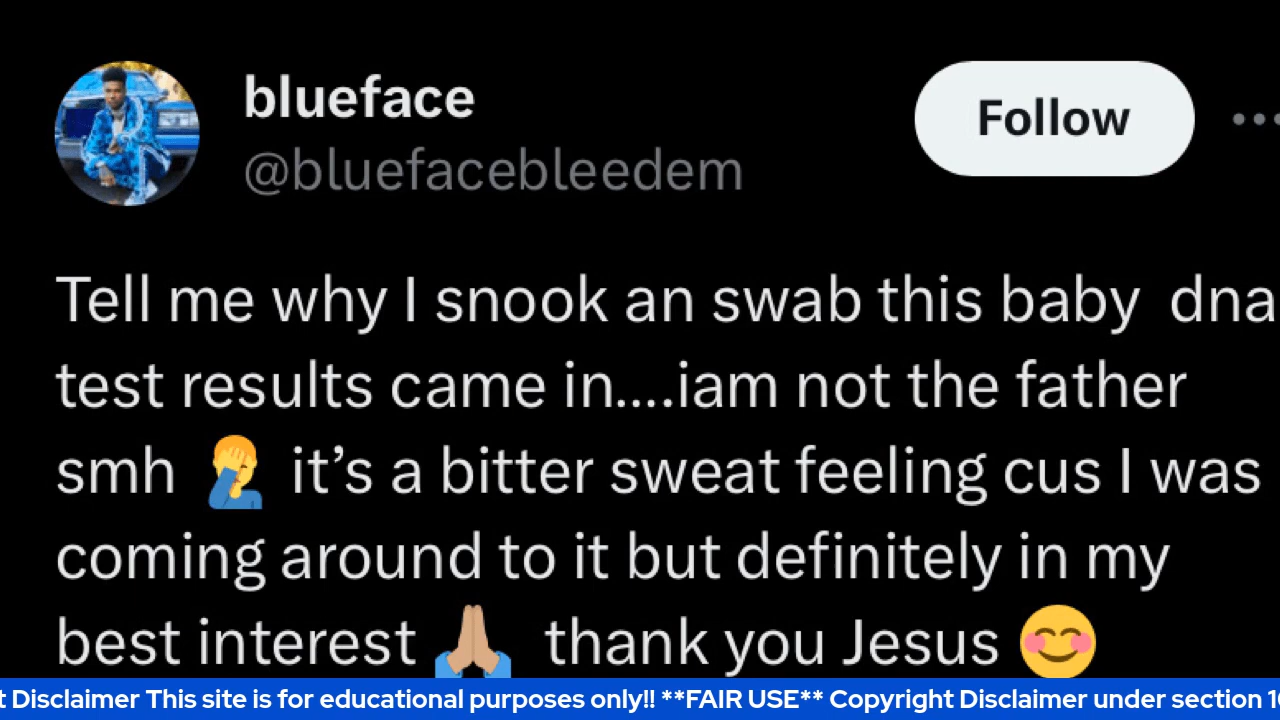 blueface
@bluefacebleedem
Follow
Tell me why I snook an swab this baby dna
test results came in....iam not the father
smh 🤦‍♂️ it's a bitter sweat feeling cus I was
coming around to it but definitely in my
best interest 🙏🏼 thank you Jesus 😊
t Disclaimer This site is for educational purposes only!! **FAIR USE** Copyright Disclaimer under section 1